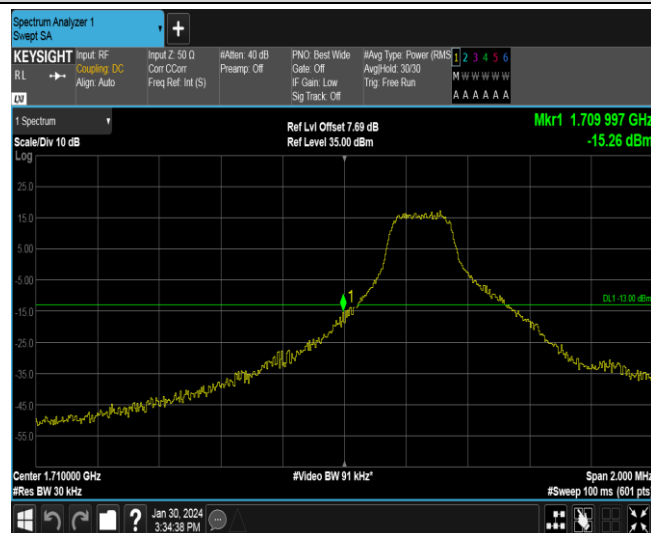 Spectrum Analyzer 1
Swept SA
+
KEYSIGHT
RL
Input: RF
Coupling: DC
Align: Auto
Input Z: 50 Ω
Corr CCorr
Freq Ref: Int (S)
#Atten: 40 dB
Preamp: Off
PNO: Best Wide
Gate: Off
IF Gain: Low
Sig Track: Off
#Avg Type: Power (RMS
Avg|Hold: 30/30
Trig: Free Run
1 2 3 4 5 6
M W W W W W
A A A A A A
LXI
1 Spectrum
Scale/Div 10 dB
Log
Ref Lvl Offset 7.69 dB
Ref Level 35.00 dBm
Mkr1 1.709 997 GHz
-15.26 dBm
25.0
15.0
5.00
-5.00
-15.0
-25.0
-35.0
-45.0
-55.0
1
DL1 -13.00 dBm
Center 1.710000 GHz
#Res BW 30 kHz
#Video BW 91 kHz*
Span 2.000 MHz
#Sweep 100 ms (601 pts)
?
Jan 30, 2024
3:34:38 PM